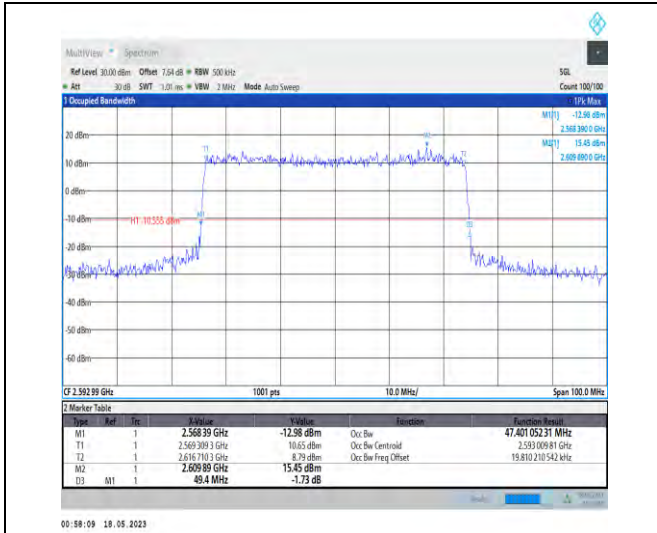 MultiView Spectrum
Ref Level 30.00 dBm Offset 7.64 dB RBW 500 kHz SGL
Att 30 dB SWT 1.01 ms VBW 2 MHz Mode Auto Sweep Count 100/100
1 Occupied Bandwidth 1Pk Max
M1[1] -12.98 dBm
2.568 390 0 GHz
M2[1] 15.45 dBm
2.609 890 0 GHz
20 dBm
T1 M2 T2
10 dBm
0 dBm
-10 dBm H1 -10.555 dBm M1
D3
-20 dBm
-30 dBm
-40 dBm
-50 dBm
-60 dBm
CF 2.592 99 GHz 1001 pts 10.0 MHz/ Span 100.0 MHz
2 Marker Table
Type Ref Trc X-Value Y-Value Function Function Result
M1 1 2.568 39 GHz -12.98 dBm Occ Bw 47.401 052 31 MHz
T1 1 2.569 309 3 GHz 10.65 dBm Occ Bw Centroid 2.593 009 81 GHz
T2 1 2.616 710 3 GHz 8.79 dBm Occ Bw Freq Offset 19.810 210 542 kHz
M2 1 2.609 89 GHz 15.45 dBm
D3 M1 1 49.4 MHz -1.73 dB
00:58:09 18.05.2023